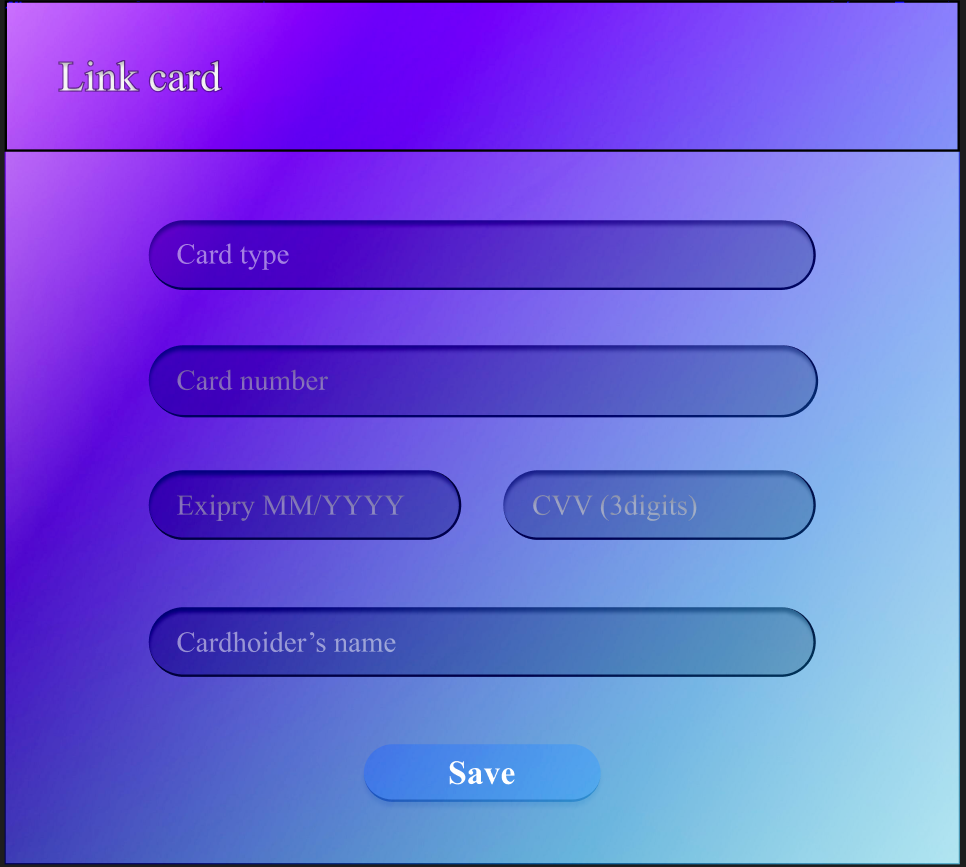 Link card
Card type
Card number
Exipry MM/YYYY
CVV (3digits)
Cardhoider’s name
Save